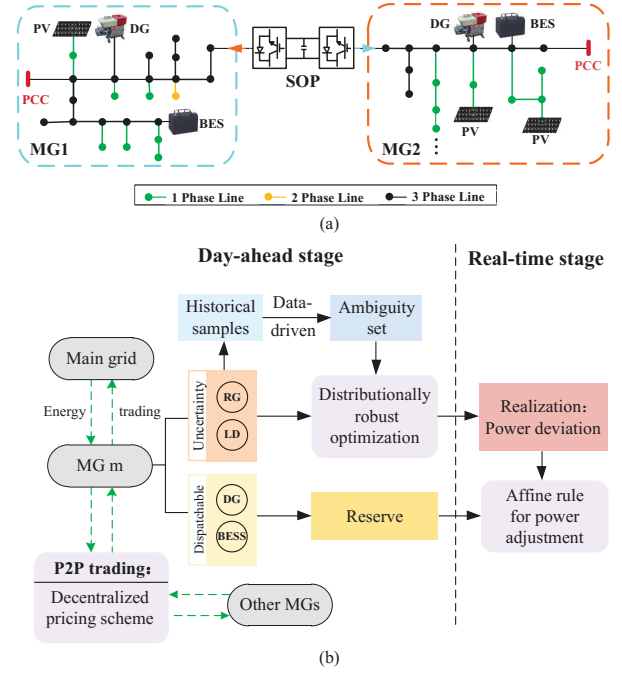 (a)
PV
DG
PCC
BES
MG1
SOP
DG
BES
PCC
PV
PV
MG2
1 Phase Line
2 Phase Line
3 Phase Line
(a)
Day-ahead stage
Real-time stage
Historical
samples
Data-
driven
Ambiguity
set
Main grid
Energy
trading
MG m
Uncertainty
RG
LD
Distributionally
robust
optimization
Realization:
Power deviation
Dispatchable
DG
BESS
Reserve
Affine rule
for power
adjustment
P2P trading:
Decentralized
pricing scheme
Other MGs
(b)